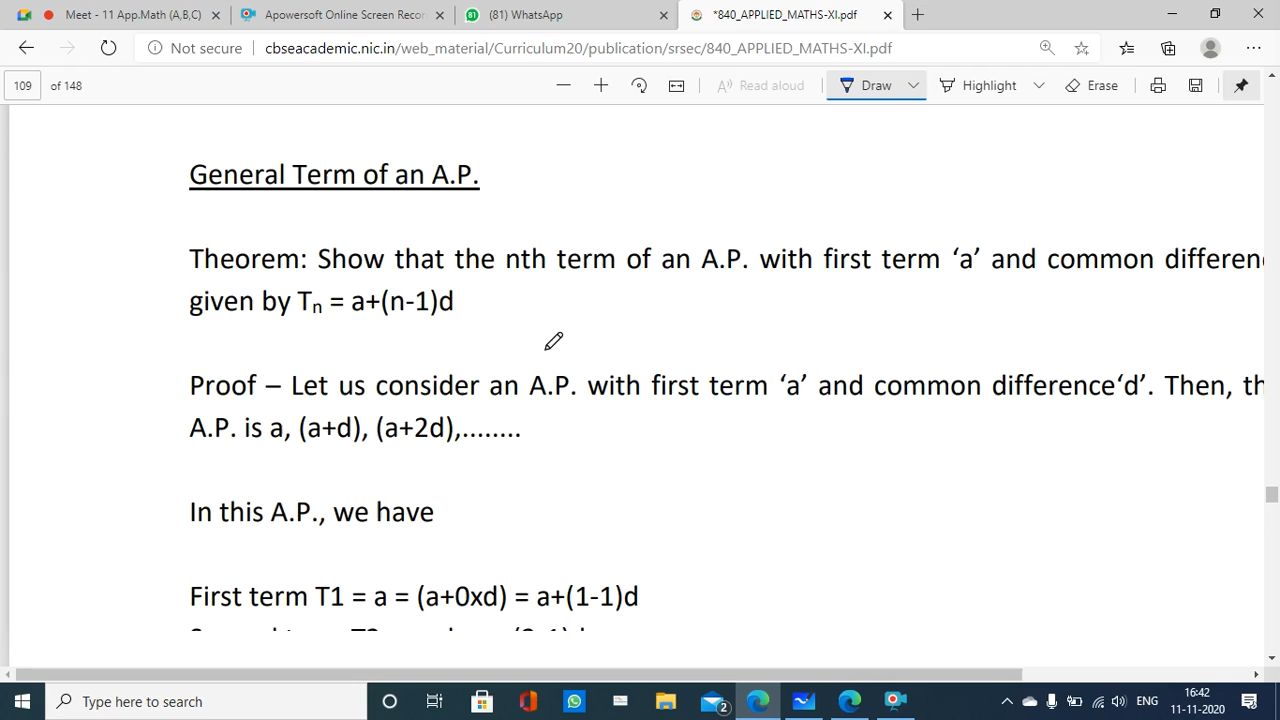 11 App.Math (A,B,C) Meet -
Apowersoft Online Screen Recor
(81) WhatsApp
*840_APPLIED_MATHS-XI.pdf
Not secure | cbseacademic.nic.in/web_material/Curriculum20/publication/srsec/840_APPLIED_MATHS-XI.pdf
109 of 148
Read aloud
Draw
Highlight
Erase
General Term of an A.P.
Theorem: Show that the nth term of an A.P. with first term ‘a’ and common differen
given by Tn = a+(n-1)d
Proof – Let us consider an A.P. with first term ‘a’ and common difference‘d’. Then, th
A.P. is a, (a+d), (a+2d),........
In this A.P., we have
First term T1 = a = (a+0xd) = a+(1-1)d
Type here to search
2
ENG
16:42
11-11-2020